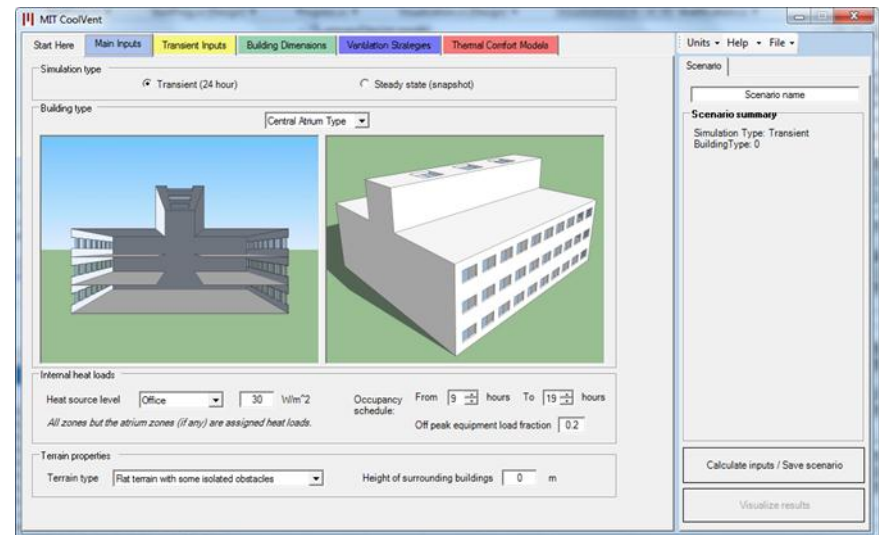 MIT CoolVent
Start Here Main Inputs Transient Inputs Building Dimensions Ventilation Strategies Thermal Comfort Models
Units Help File
Simulation type
Transient (24 hour) Steady state (snapshot)
Building type
Central Atrium Type
Scenario
Scenario name
Scenario summary
Simulation Type: Transient
BuildingType: 0
Internal heat loads
Heat source level Office 30 W/m^2
All zones but the atrium zones (if any) are assigned heat loads.
Occupancy schedule: From 9 hours To 19 hours
Off peak equipment load fraction 0.2
Terrain properties
Terrain type Flat terrain with some isolated obstacles Height of surrounding buildings 0 m
Calculate inputs / Save scenario
Visualize results